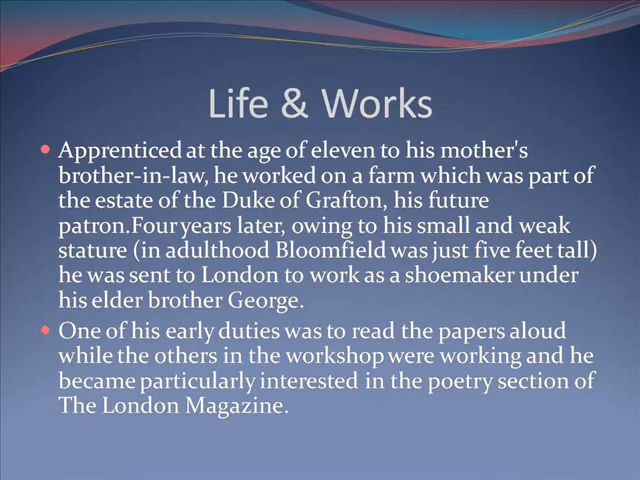 Life & Works
Apprenticed at the age of eleven to his mother's
brother-in-law, he worked on a farm which was part of
the estate of the Duke of Grafton, his future
patron.Four years later, owing to his small and weak
stature (in adulthood Bloomfield was just five feet tall)
he was sent to London to work as a shoemaker under
his elder brother George.
One of his early duties was to read the papers aloud
while the others in the workshop were working and he
became particularly interested in the poetry section of
The London Magazine.